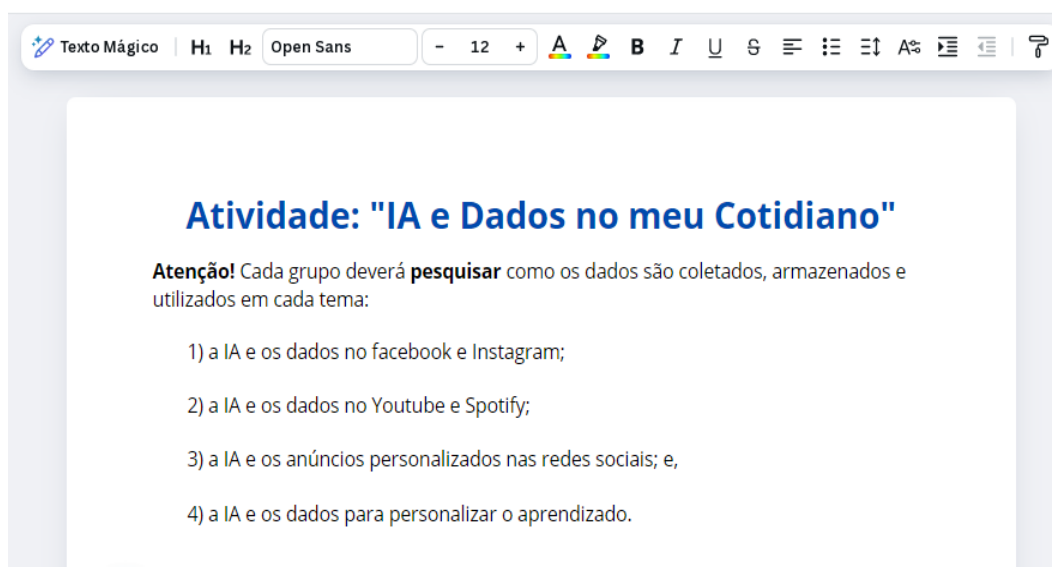 Texto Mágico H1 H2 Open Sans - 12 + A B I U S A
Atividade: "IA e Dados no meu Cotidiano"
Atenção! Cada grupo deverá pesquisar como os dados são coletados, armazenados e
utilizados em cada tema:
1) a IA e os dados no facebook e Instagram;
2) a IA e os dados no Youtube e Spotify;
3) a IA e os anúncios personalizados nas redes sociais; e,
4) a IA e os dados para personalizar o aprendizado.